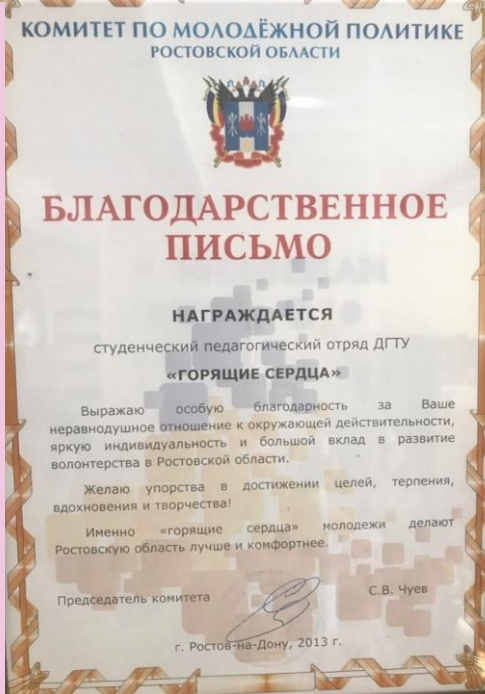 КОМИТЕТ ПО МОЛОДЁЖНОЙ ПОЛИТИКЕ
РОСТОВСКОЙ ОБЛАСТИ
БЛАГОДАРСТВЕННОЕ
ПИСЬМО
НАГРАЖДАЕТСЯ
студенческий педагогический отряд ДГТУ
«ГОРЯЩИЕ СЕРДЦА»
Выражаю особую благодарность за Ваше
неравнодушное отношение к окружающей действительности,
яркую индивидуальность и большой вклад в развитие
волонтерства в Ростовской области.
Желаю упорства в достижении целей, терпения,
вдохновения и творчества!
Именно «горящие сердца» молодежи делают
Ростовскую область лучше и комфортнее.
Председатель комитета С.В. Чуев
г. Ростов-на-Дону, 2013 г.